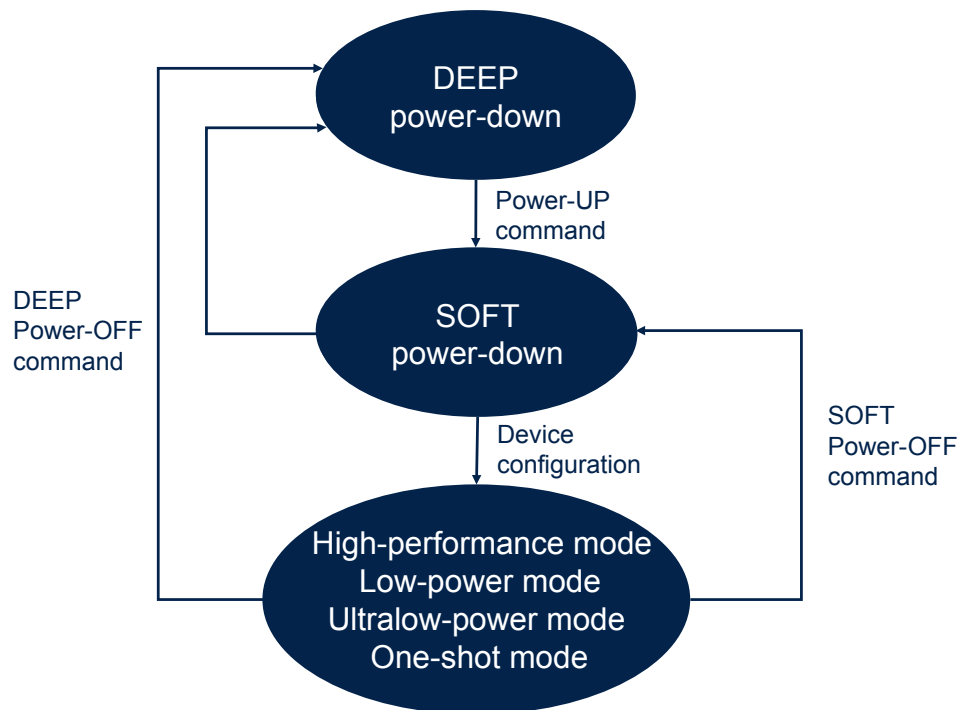 DEEP
power-down
Power-UP
command
DEEP
Power-OFF
command
SOFT
power-down
SOFT
Power-OFF
command
Device
configuration
High-performance mode
Low-power mode
Ultralow-power mode
One-shot mode